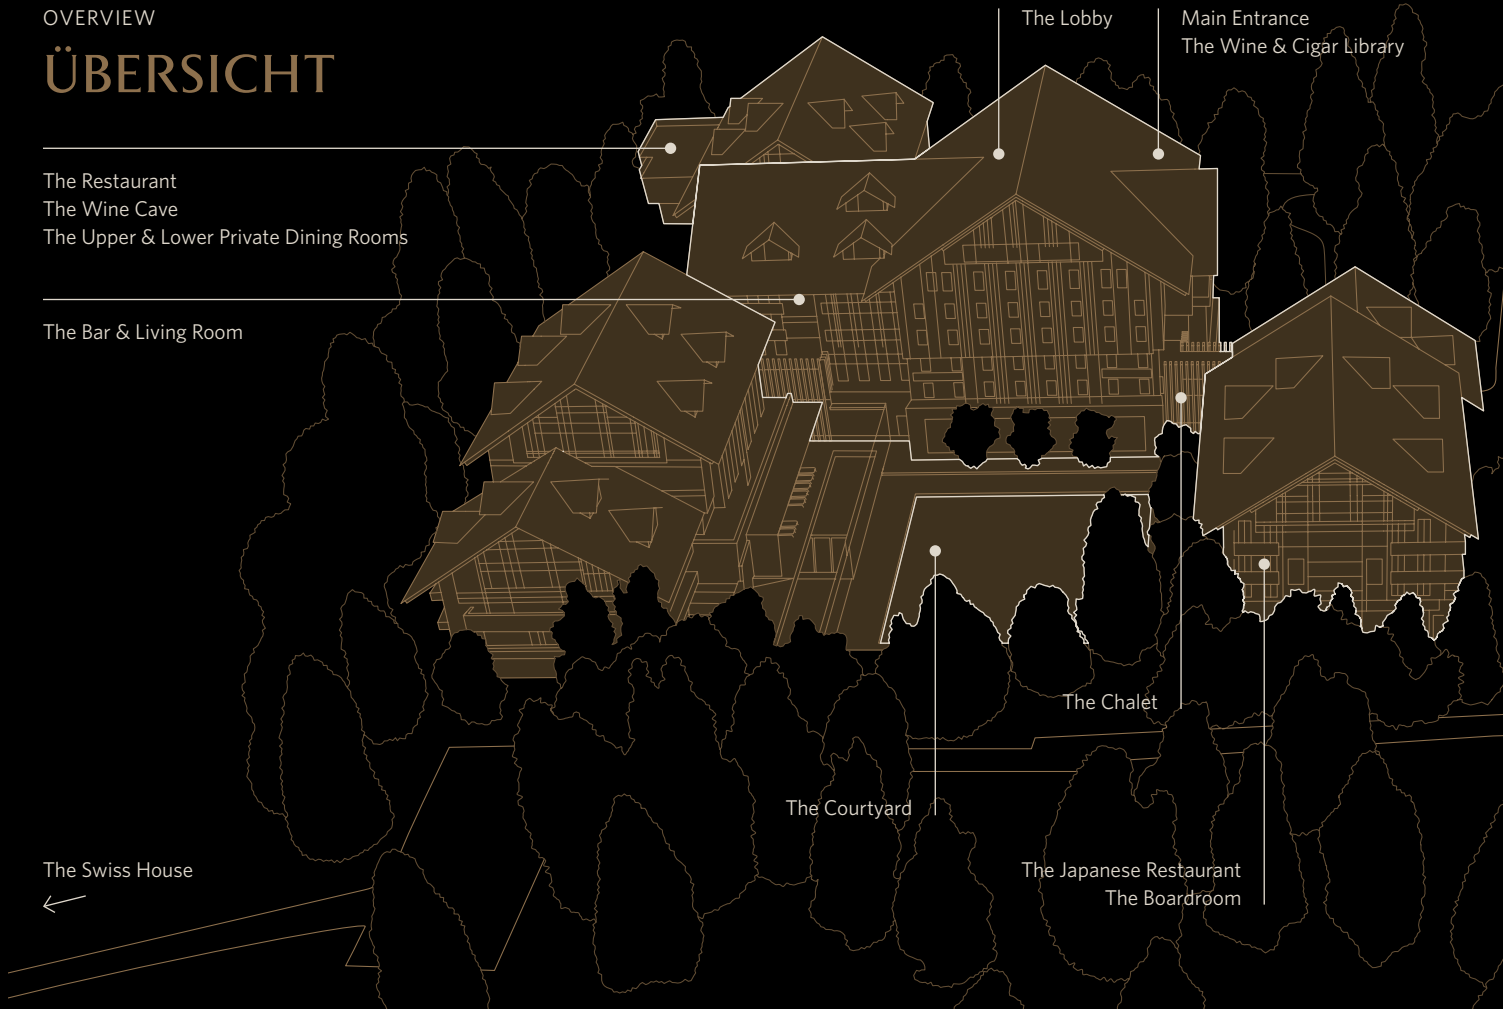 OVERVIEW
ÜBERSICHT
The Lobby
Main Entrance
The Wine & Cigar Library
The Restaurant
The Wine Cave
The Upper & Lower Private Dining Rooms
The Bar & Living Room
The Chalet
The Courtyard
The Swiss House
The Japanese Restaurant
The Boardroom